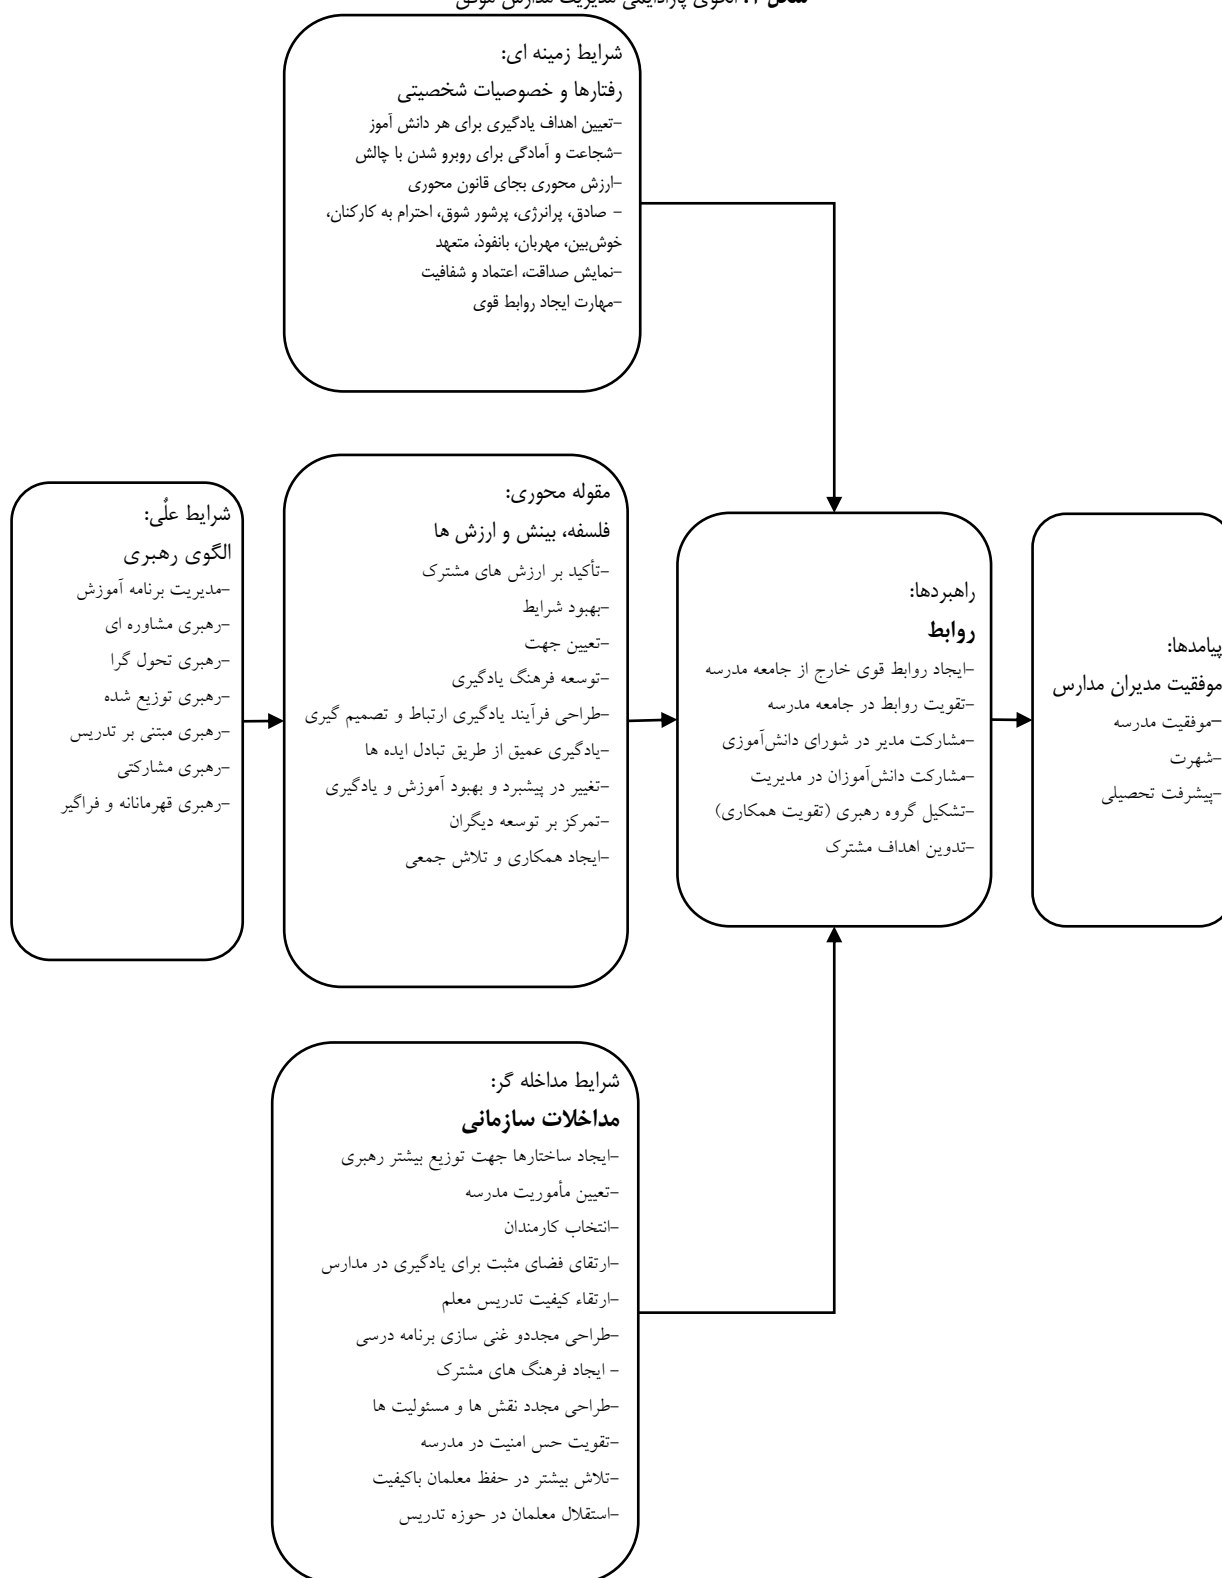 شکل ۱. الگوی پارادایمی مدیریت مدارس موفق
شرایط زمینه ای:
رفتارها و خصوصیات شخصیتی
-تعیین اهداف یادگیری برای هر دانش آموز
-شجاعت و آمادگی برای روبرو شدن با چالش
-ارزش محوری بجای قانون محوری
- صادق، پرانرژی، پرشور شوق، احترام به کارکنان،
خوش‌بین، مهربان، بانفوذ، متعهد
-نمایش صداقت، اعتماد و شفافیت
-مهارت ایجاد روابط قوی
شرایط علّی:
الگوی رهبری
-مدیریت برنامه آموزش
-رهبری مشاوره ای
-رهبری تحول گرا
-رهبری توزیع شده
-رهبری مبتنی بر تدریس
-رهبری مشارکتی
-رهبری قهرمانانه و فراگیر
مقوله محوری:
فلسفه، بینش و ارزش ها
-تأکید بر ارزش های مشترک
-بهبود شرایط
-تعیین جهت
-توسعه فرهنگ یادگیری
-طراحی فرآیند یادگیری ارتباط و تصمیم گیری
-یادگیری عمیق از طریق تبادل ایده ها
-تغییر در پیشبرد و بهبود آموزش و یادگیری
-تمرکز بر توسعه دیگران
-ایجاد همکاری و تلاش جمعی
راهبردها:
روابط
-ایجاد روابط قوی خارج از جامعه مدرسه
-تقویت روابط در جامعه مدرسه
-مشارکت مدیر در شورای دانش‌آموزی
-مشارکت دانش‌آموزان در مدیریت
-تشکیل گروه رهبری (تقویت همکاری)
-تدوین اهداف مشترک
پیامدها:
موفقیت مدیران مدارس
-موفقیت مدرسه
-شهرت
-پیشرفت تحصیلی
شرایط مداخله گر:
مداخلات سازمانی
-ایجاد ساختارها جهت توزیع بیشتر رهبری
-تعیین مأموریت مدرسه
-انتخاب کارمندان
-ارتقای فضای مثبت برای یادگیری در مدارس
-ارتقاء کیفیت تدریس معلم
-طراحی مجددو غنی سازی برنامه درسی
- ایجاد فرهنگ های مشترک
-طراحی مجدد نقش ها و مسئولیت ها
-تقویت حس امنیت در مدرسه
-تلاش بیشتر در حفظ معلمان باکیفیت
-استقلال معلمان در حوزه تدریس